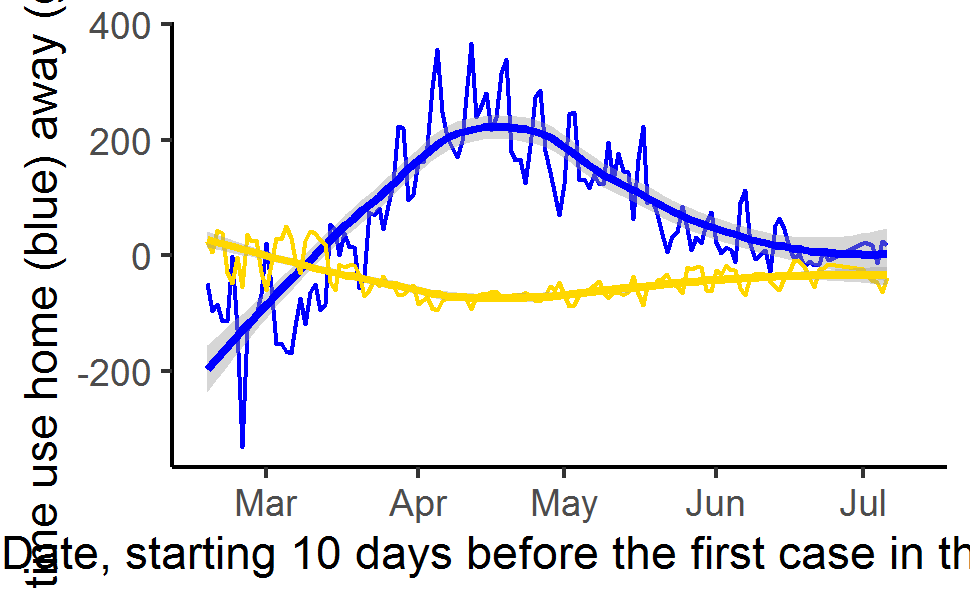 time use home (blue) away (g
400
200
0
-200
Mar Apr May Jun Jul
Date, starting 10 days before the first case in th